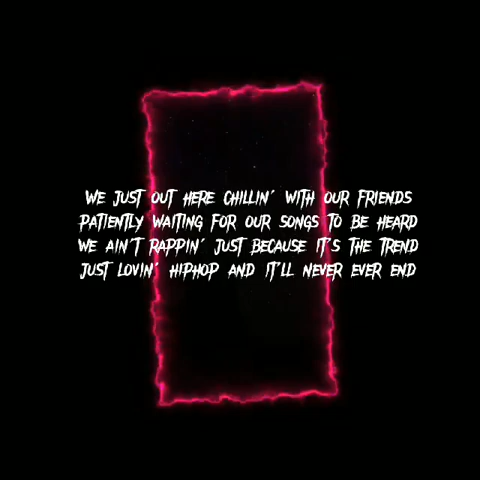 WE JUST OUT HERE CHILLIN' WITH OUR FRIENDS
PATIENTLY WAITING FOR OUR SONGS TO BE HEARD
WE AIN'T RAPPIN' JUST BECAUSE IT'S THE TREND
JUST LOVIN' HIPHOP AND IT'LL NEVER EVER END